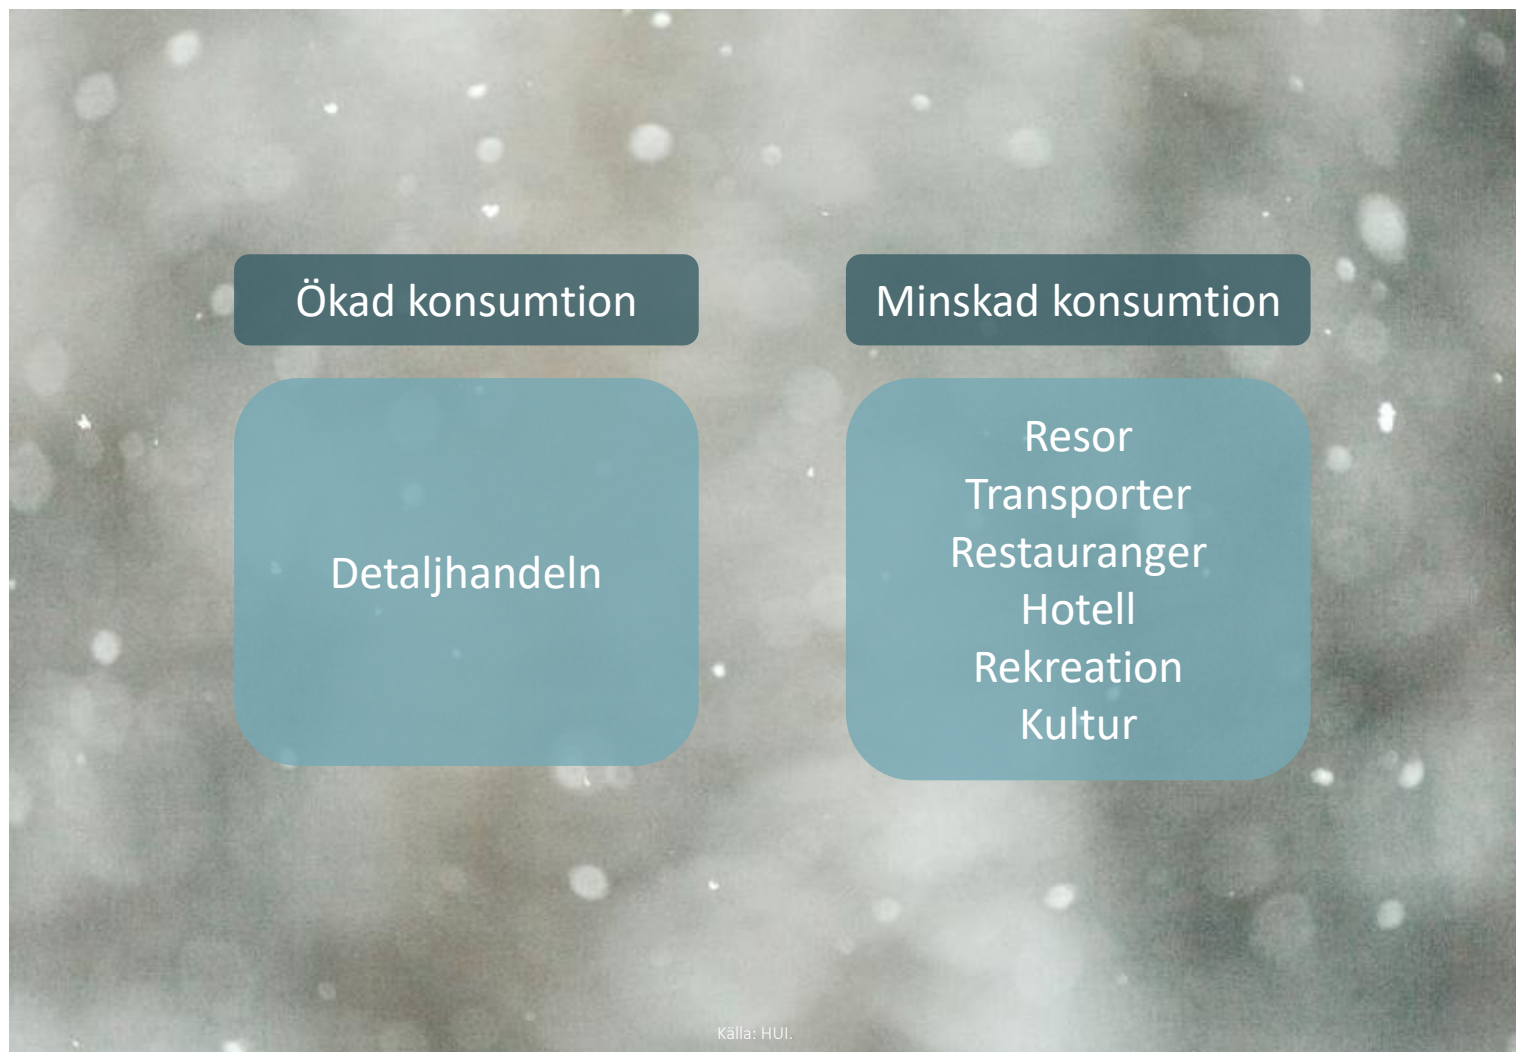 Ökad konsumtion
Detaljhandeln
Minskad konsumtion
Resor
Transporter
Restauranger
Hotell
Rekreation
Kultur
Källa: HUI.